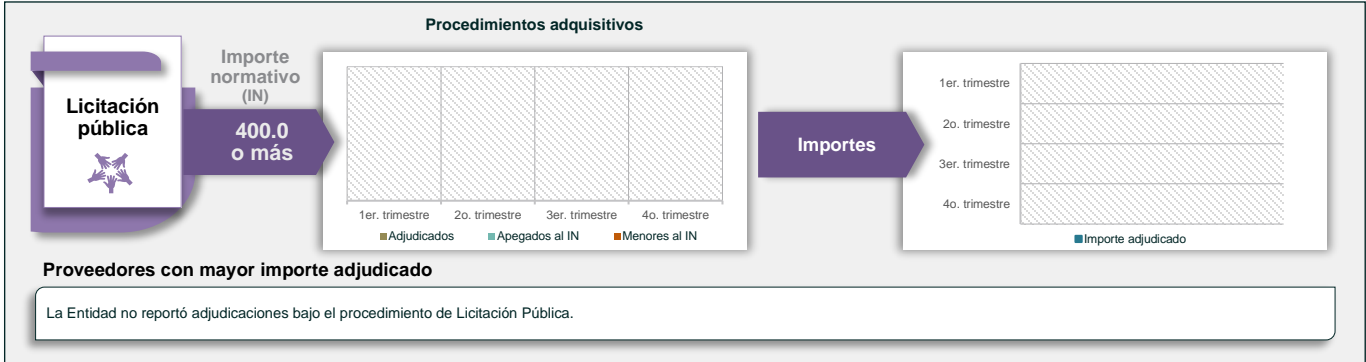 Procedimientos adquisitivos
Licitación
pública
Importe
normativo
(IN)
400.0
o más
1er. trimestre 2o. trimestre 3er. trimestre 4o. trimestre
Adjudicados Apegados al IN Menores al IN
Importes
1er. trimestre
2o. trimestre
3er. trimestre
4o. trimestre
Importe adjudicado
Proveedores con mayor importe adjudicado
La Entidad no reportó adjudicaciones bajo el procedimiento de Licitación Pública.